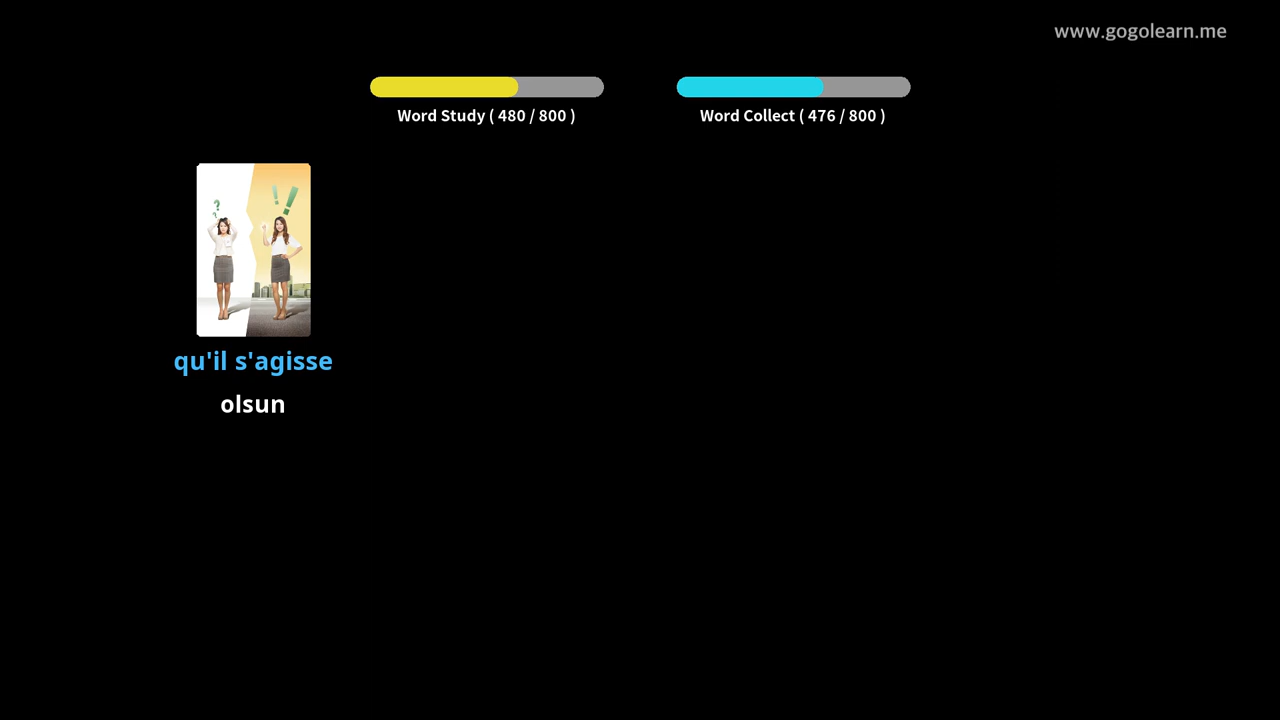 www.gogolearn.me
Word Study ( 480 / 800 )
Word Collect ( 476 / 800 )
qu'il s'agisse
olsun